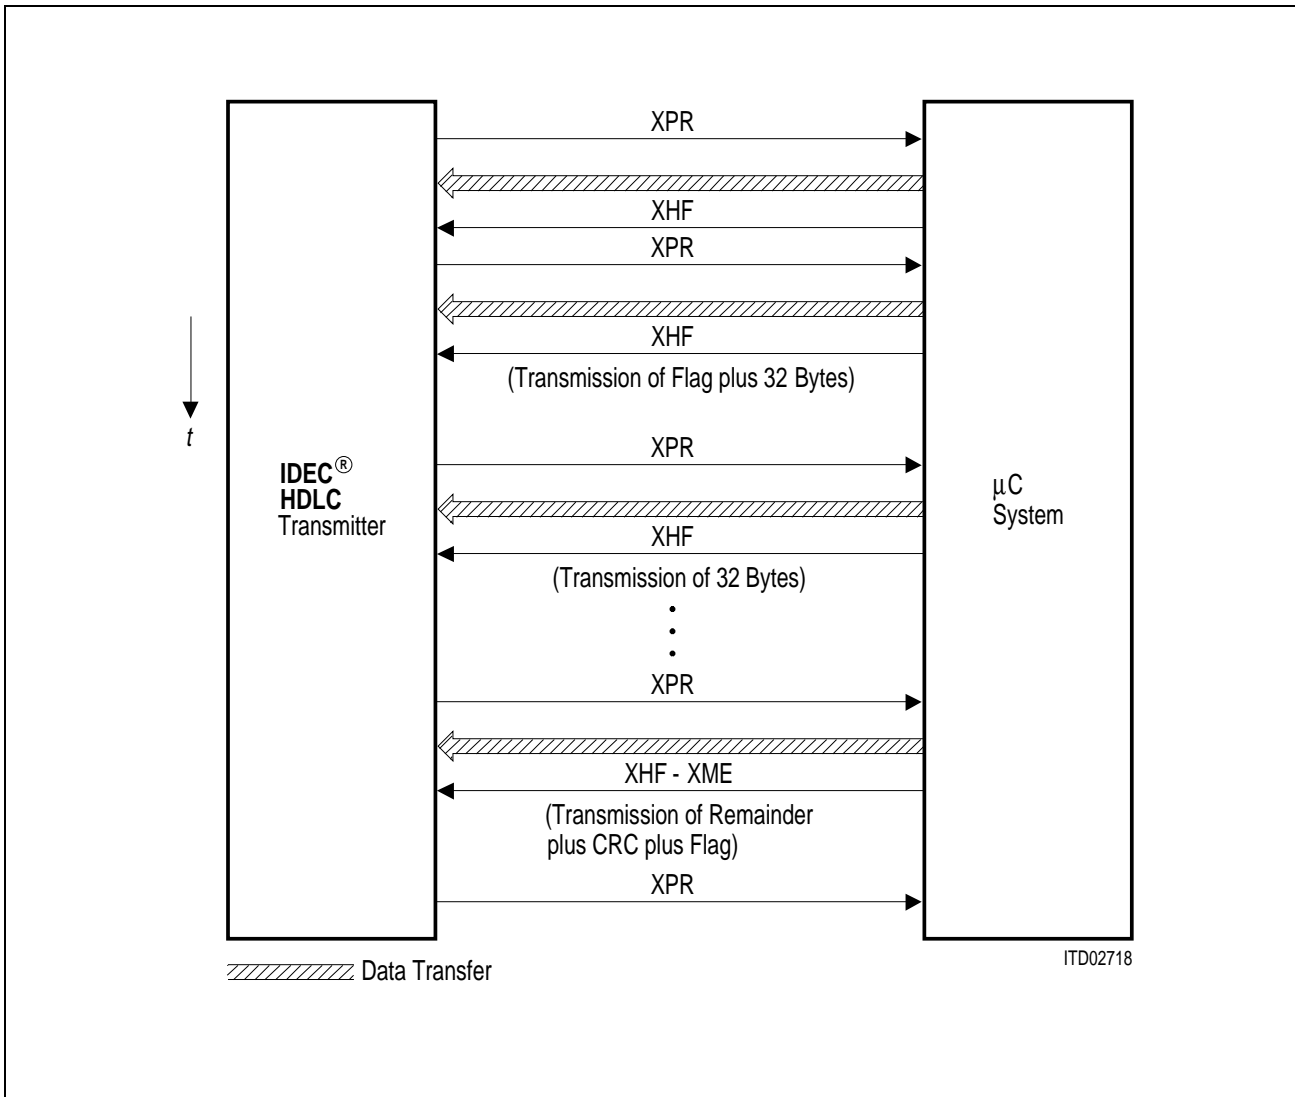 XPR
XHF
XPR
XHF
(Transmission of Flag plus 32 Bytes)
t
XPR
IDEC®
HDLC
Transmitter
μC
System
XHF
(Transmission of 32 Bytes)
XPR
XHF - XME
(Transmission of Remainder
plus CRC plus Flag)
XPR
ITD02718
Data Transfer